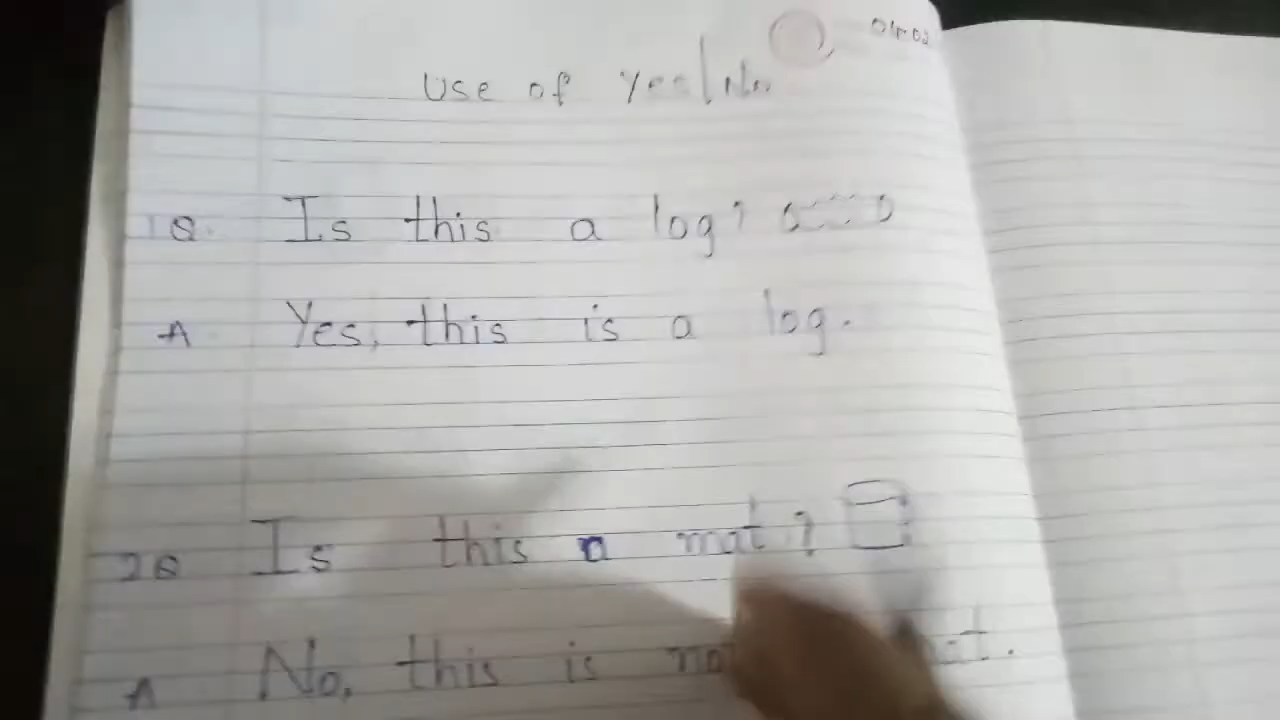 Use of Yes/No.
1Q. Is this a log?
A Yes, this is a log.
2Q Is this a mat?
A No, this is